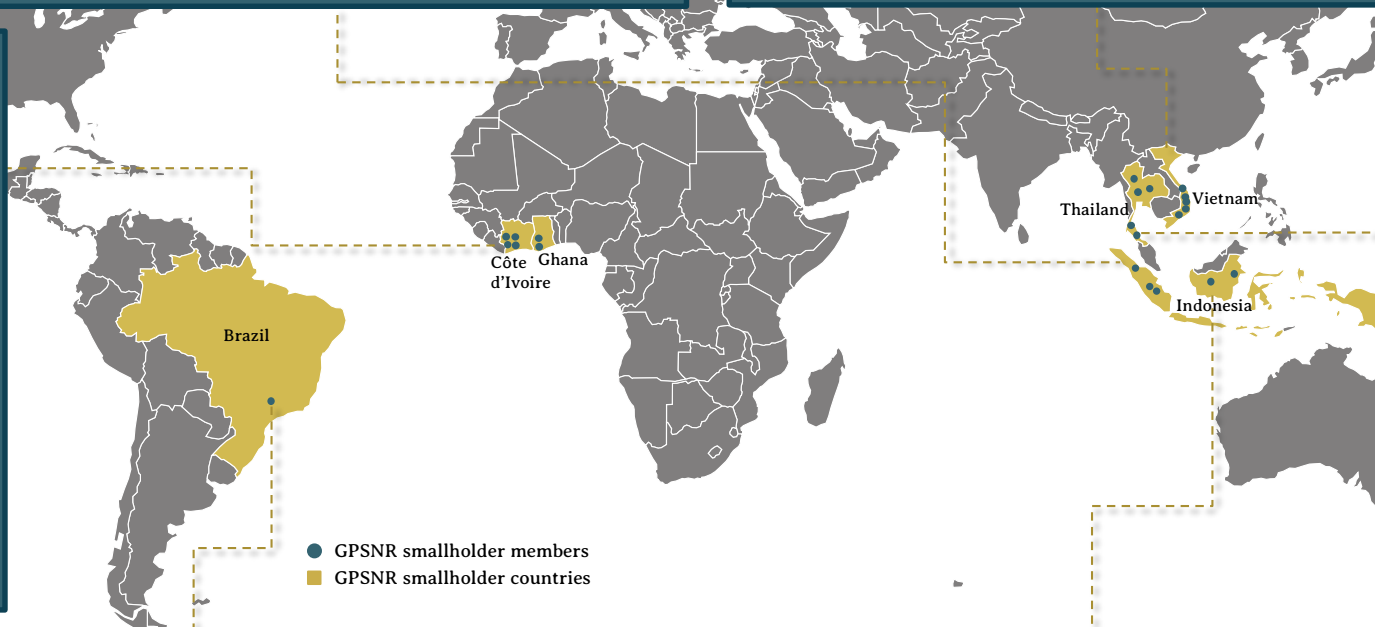 Thailand
Vietnam
Côte
d’Ivoire
Ghana
Indonesia
Brazil
GPSNR smallholder members
GPSNR smallholder countries